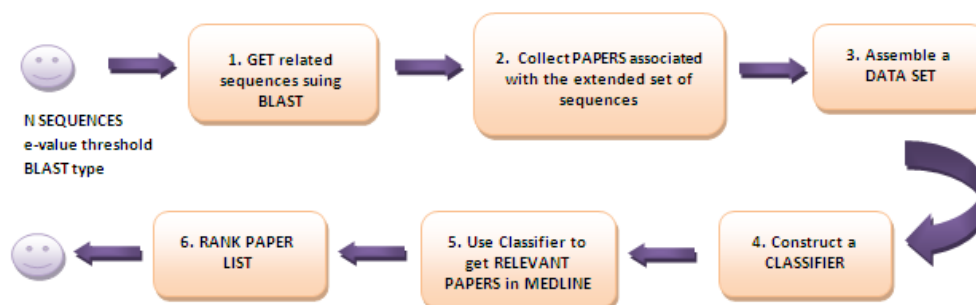 N SEQUENCES
e-value threshold
BLAST type
1. GET related
sequences suing
BLAST
2. Collect PAPERS associated
with the extended set of
sequences
3. Assemble a
DATA SET
4. Construct a
CLASSIFIER
5. Use Classifier to
get RELEVANT
PAPERS in MEDLINE
6. RANK PAPER
LIST